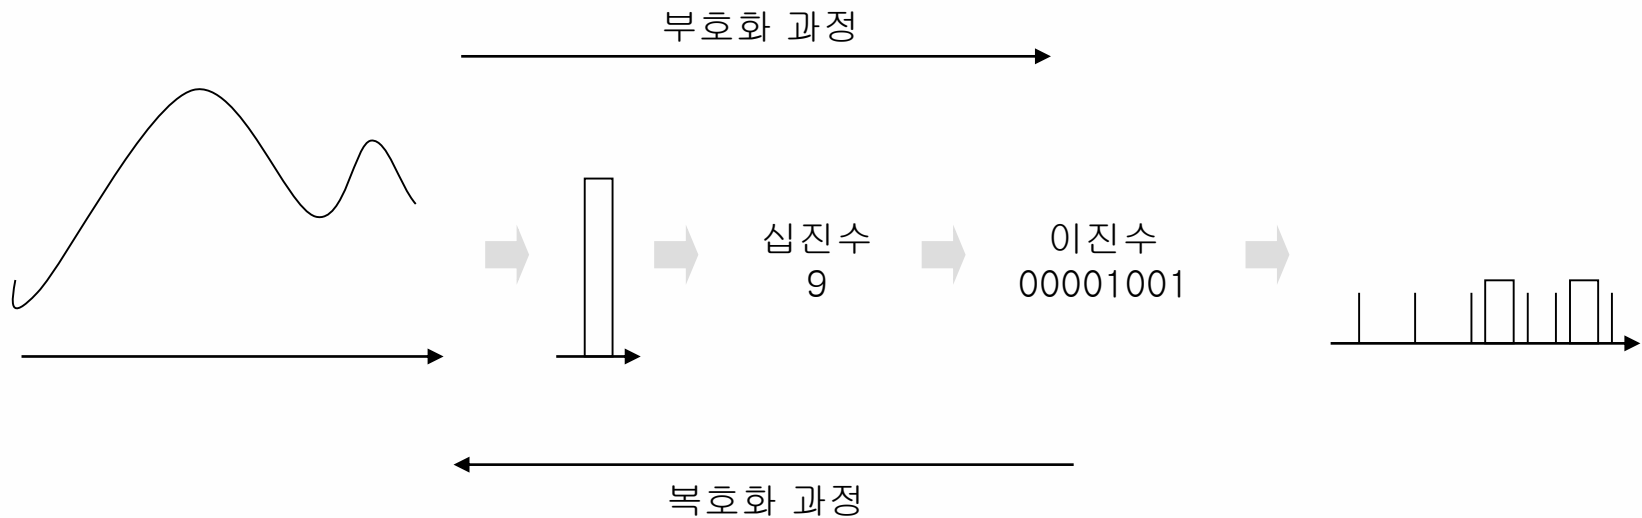 부호화 과정
십진수
9
이진수
00001001
복호화 과정